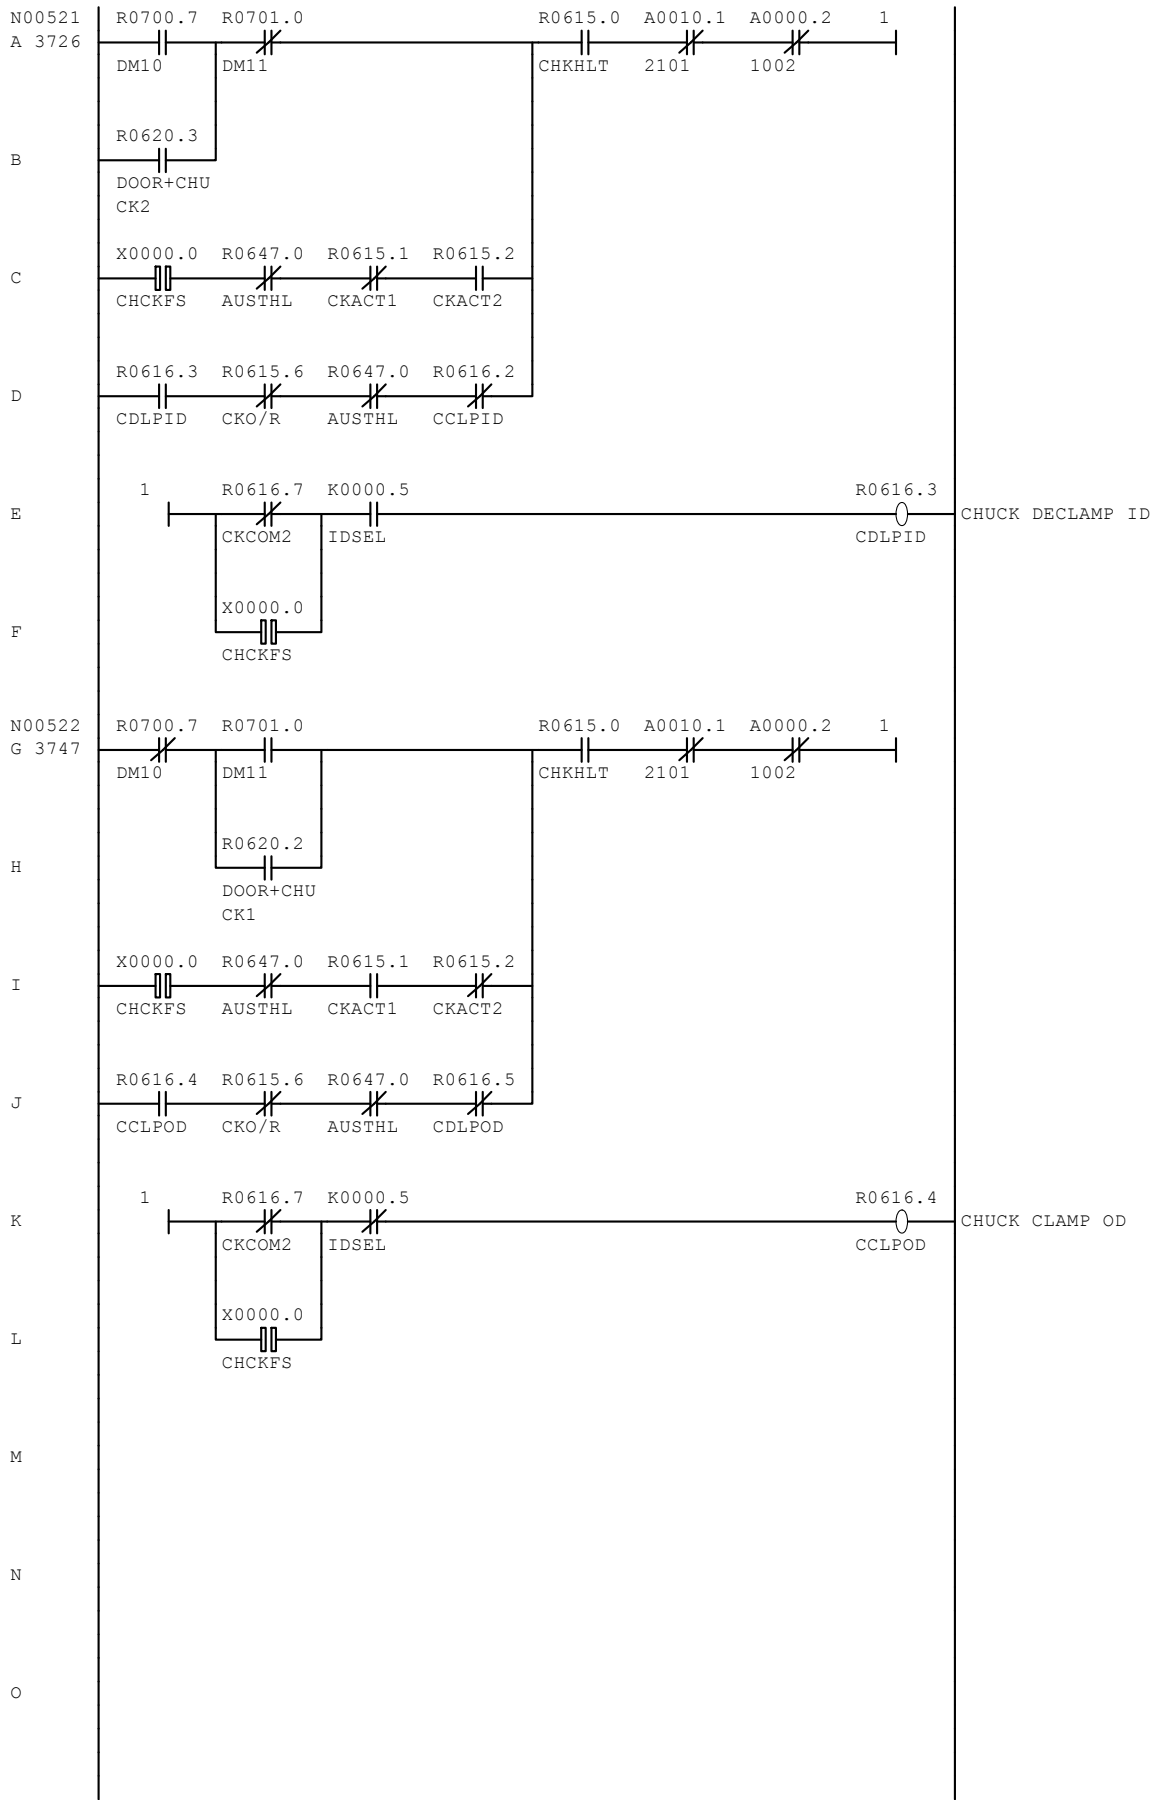 N00521 R0700.7 R0701.0 R0615.0 A0010.1 A0000.2 1
A 3726
DM10 DM11 CHKHLT 2101 1002
R0620.3
B
DOOR+CHU
CK2
X0000.0 R0647.0 R0615.1 R0615.2
C
CHCKFS AUSTHL CKACT1 CKACT2
R0616.3 R0615.6 R0647.0 R0616.2
D
CDLPID CKO/R AUSTHL CCLPID
1 R0616.7 K0000.5 R0616.3
E CHUCK DECLAMP ID
CKCOM2 IDSEL CDLPID
X0000.0
F
CHCKFS
N00522 R0700.7 R0701.0 R0615.0 A0010.1 A0000.2 1
G 3747
DM10 DM11 CHKHLT 2101 1002
R0620.2
H
DOOR+CHU
CK1
X0000.0 R0647.0 R0615.1 R0615.2
I
CHCKFS AUSTHL CKACT1 CKACT2
R0616.4 R0615.6 R0647.0 R0616.5
J
CCLPOD CKO/R AUSTHL CDLPOD
1 R0616.7 K0000.5 R0616.4
K CHUCK CLAMP OD
CKCOM2 IDSEL CCLPOD
X0000.0
L
CHCKFS
M
N
O